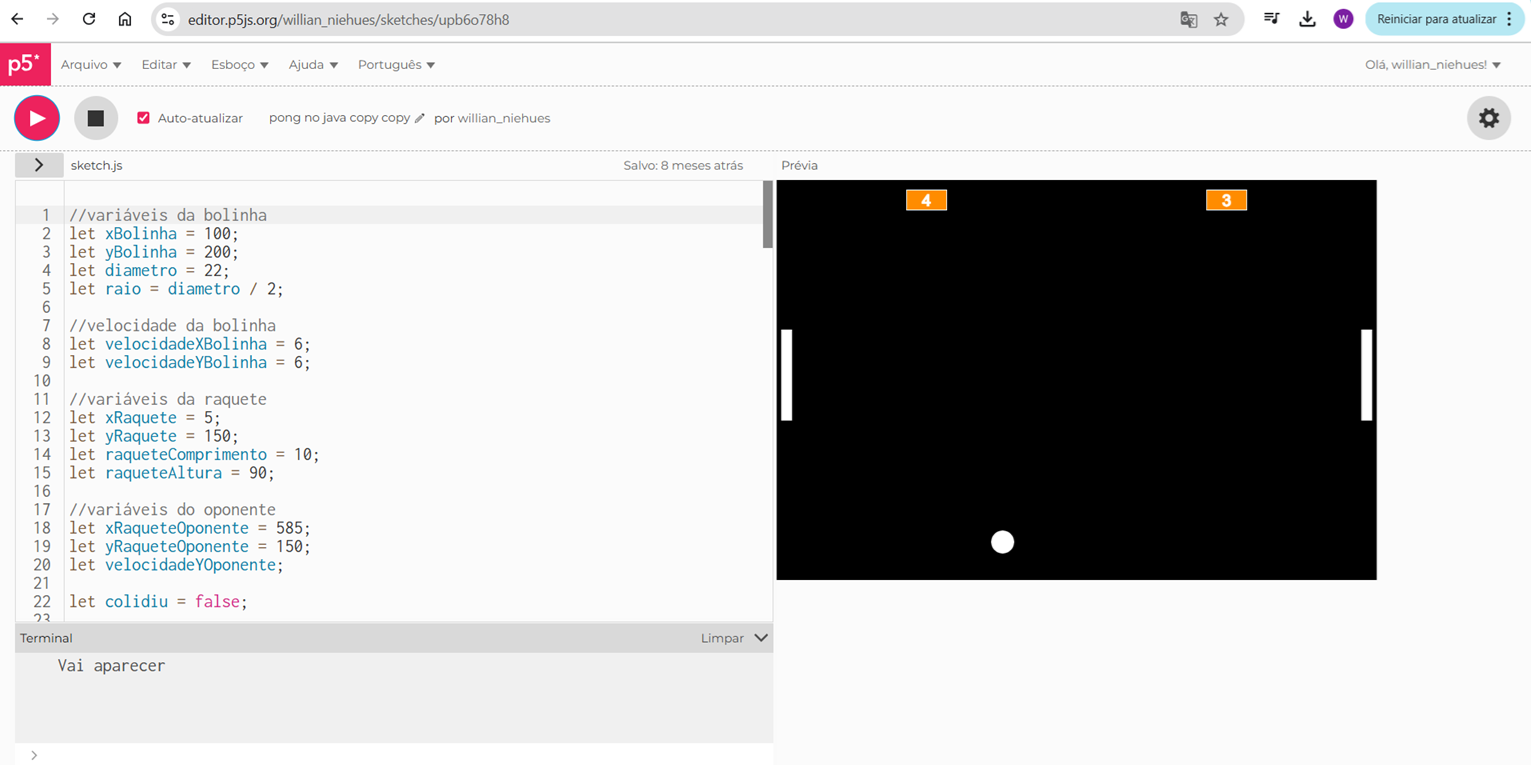 editor.p5js.org/willian_niehues/sketches/upb6o78h8
W
Reiniciar para atualizar
p5*
Arquivo
Editar
Esboço
Ajuda
Português
Olá, willian_niehues!
Auto-atualizar
pong no java copy copy
por willian_niehues
sketch.js
Salvo: 8 meses atrás
Prévia
1 //variáveis da bolinha
2 let xBolinha = 100;
3 let yBolinha = 200;
4 let diametro = 22;
5 let raio = diametro / 2;
6
7 //velocidade da bolinha
8 let velocidadeXBolinha = 6;
9 let velocidadeYBolinha = 6;
10
11 //variáveis da raquete
12 let xRaquete = 5;
13 let yRaquete = 150;
14 let raqueteComprimento = 10;
15 let raqueteAltura = 90;
16
17 //variáveis do oponente
18 let xRaqueteOponente = 585;
19 let yRaqueteOponente = 150;
20 let velocidadeYOponente;
21
22 let colidiu = false;
23
4
3
Terminal
Limpar
Vai aparecer